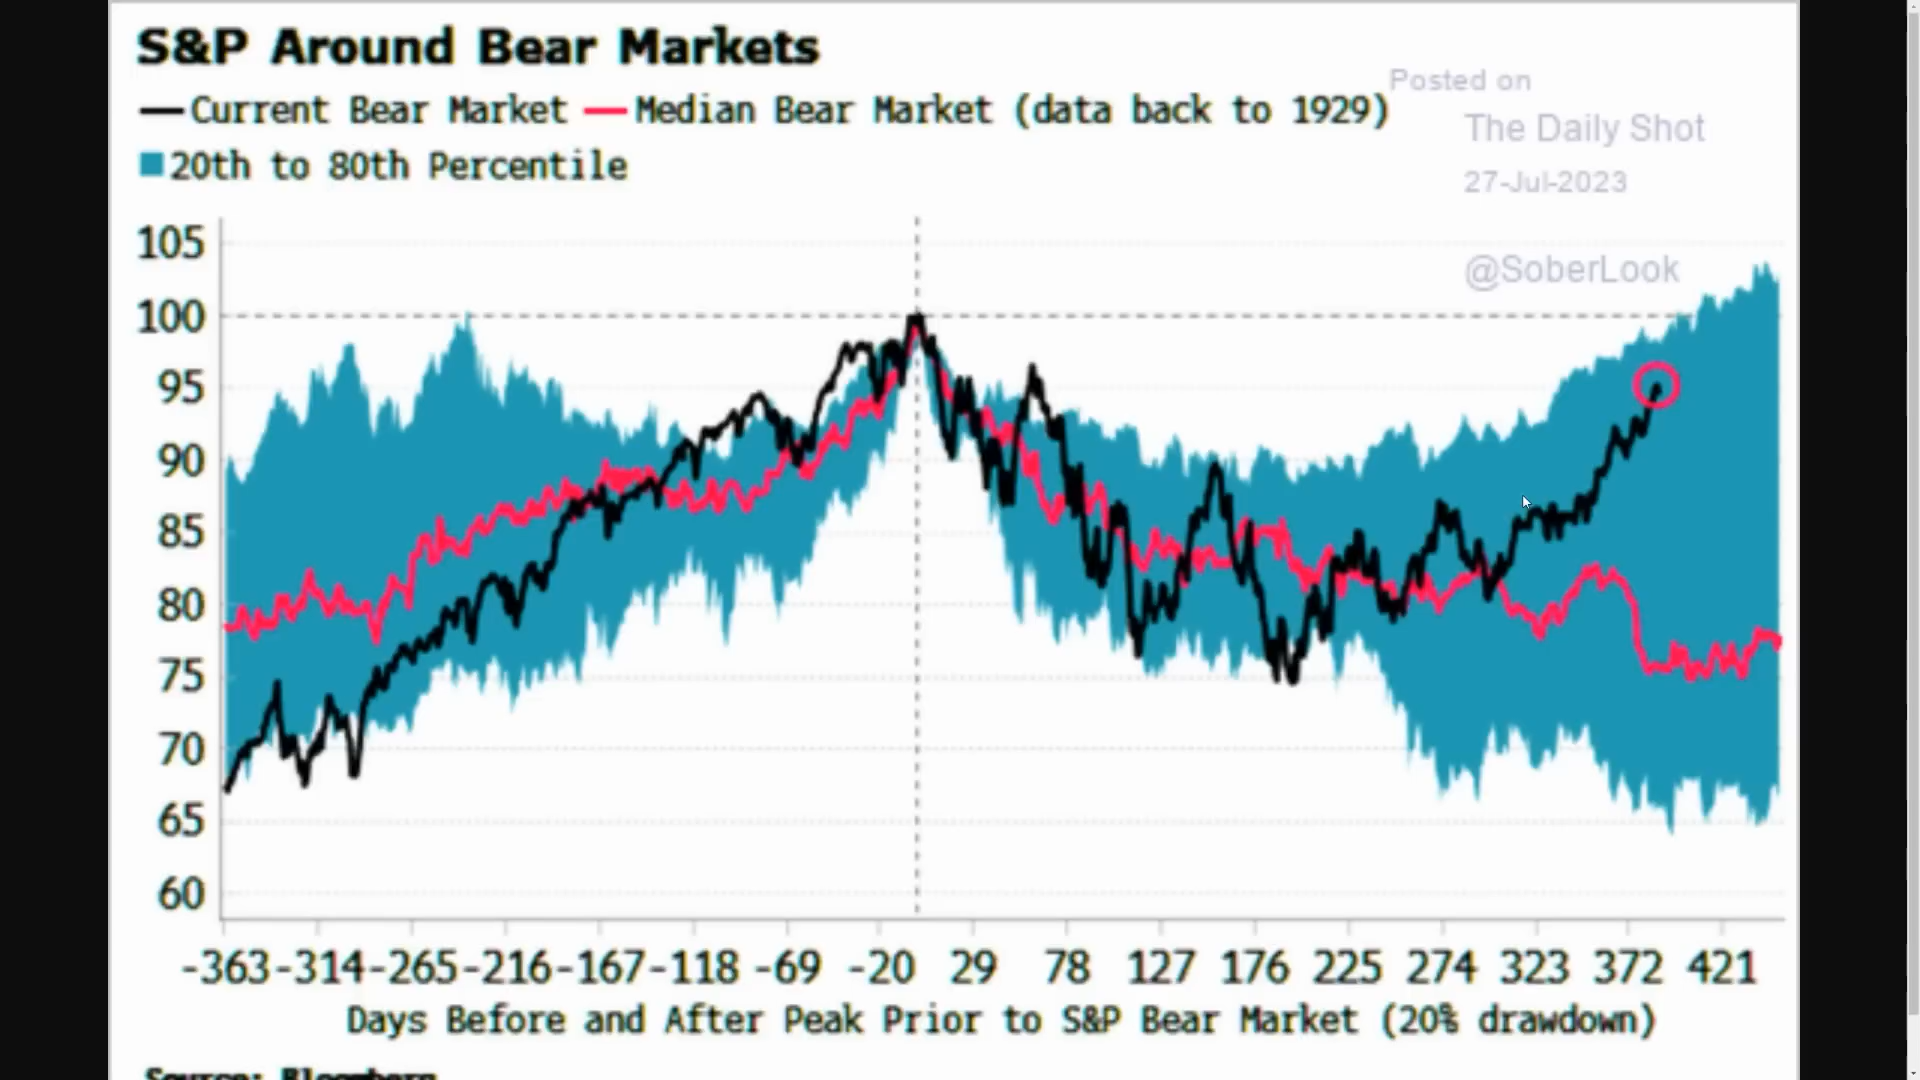 S&P Around Bear Markets
Current Bear Market Median Bear Market (data back to 1929)
20th to 80th Percentile
Posted on
The Daily Shot
27-Jul-2023
@SoberLook
105
100
95
90
85
80
75
70
65
60
-363 -314 -265 -216 -167 -118 -69 -20 29 78 127 176 225 274 323 372 421
Days Before and After Peak Prior to S&P Bear Market (20% drawdown)
Source: Bloomberg